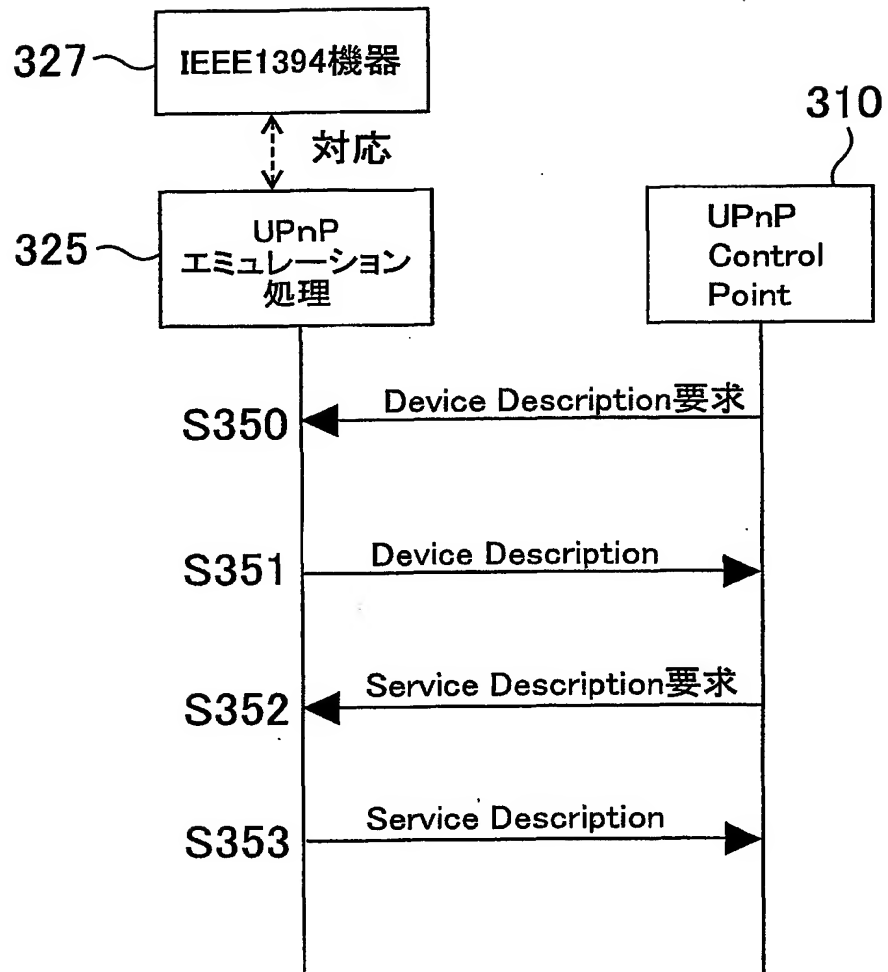 327
IEEE1394機器
310
対応
325
UPnP
エミュレーション
処理
UPnP
Control
Point
S350
Device Description要求
S351
Device Description
S352
Service Description要求
S353
Service Description